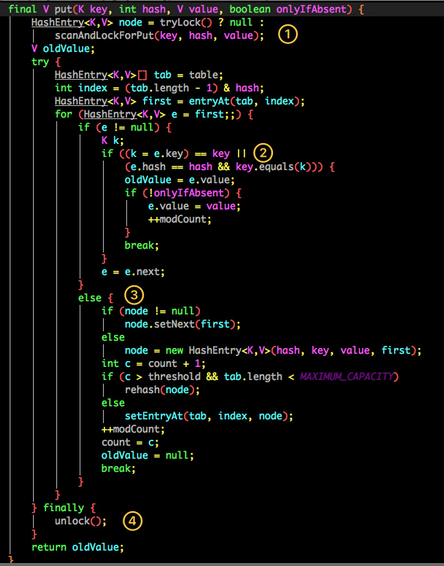 final V put(K key, int hash, V value, boolean onlyIfAbsent) {
HashEntry<K,V> node = tryLock() ? null :
scanAndLockForPut(key, hash, value); 1
V oldValue;
try {
HashEntry<K,V>[] tab = table;
int index = (tab.length - 1) & hash;
HashEntry<K,V> first = entryAt(tab, index);
for (HashEntry<K,V> e = first;;) {
if (e != null) {
K k;
if ((k = e.key) == key || 2
(e.hash == hash && key.equals(k))) {
oldValue = e.value;
if (!onlyIfAbsent) {
e.value = value;
++modCount;
}
break;
}
e = e.next;
}
else { 3
if (node != null)
node.setNext(first);
else
node = new HashEntry<K,V>(hash, key, value, first);
int c = count + 1;
if (c > threshold && tab.length < MAXIMUM_CAPACITY)
rehash(node);
else
setEntryAt(tab, index, node);
++modCount;
count = c;
oldValue = null;
break;
}
}
} finally {
unlock(); 4
}
return oldValue;
}